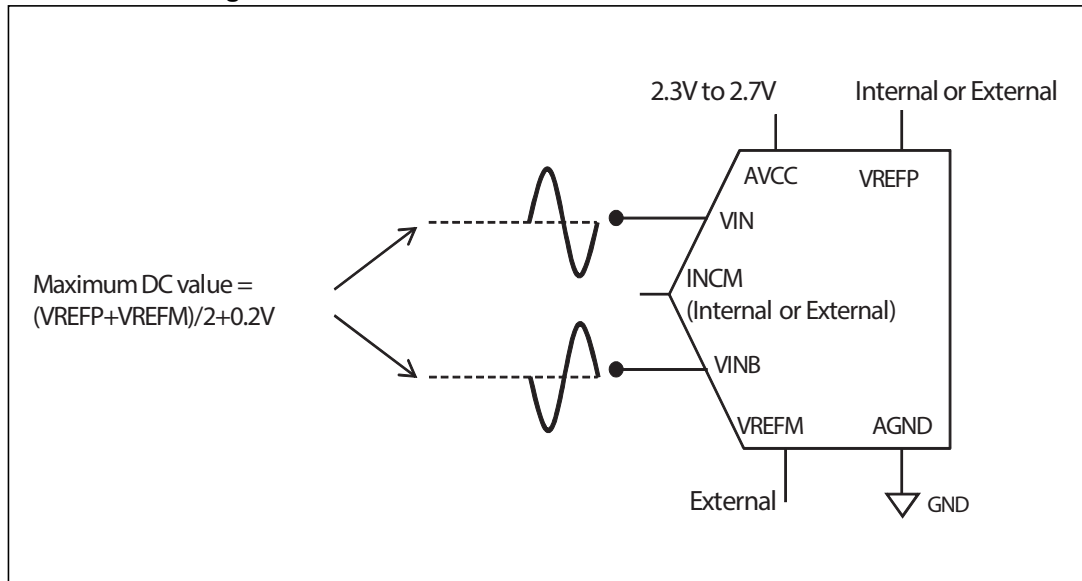 2.3V to 2.7V
Internal or External
AVCC
VREFP
VIN
INCM
(Internal or External)
Maximum DC value =
(VREFP+VREFM)/2+0.2V
VINB
VREFM
AGND
External
GND